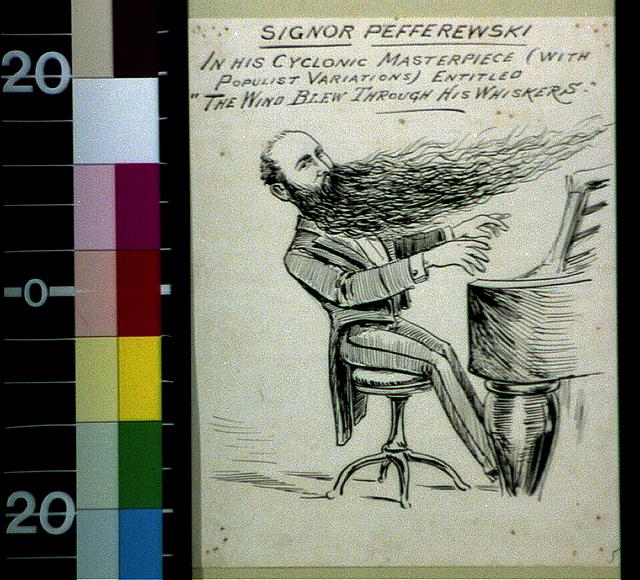 SIGNOR PEFFEREWSKI
IN HIS CYCLONIC MASTERPIECE (WITH
POPULIST VARIATIONS) ENTITLED
"THE WIND BLEW THROUGH HIS WHISKERS."
20
0
20
5